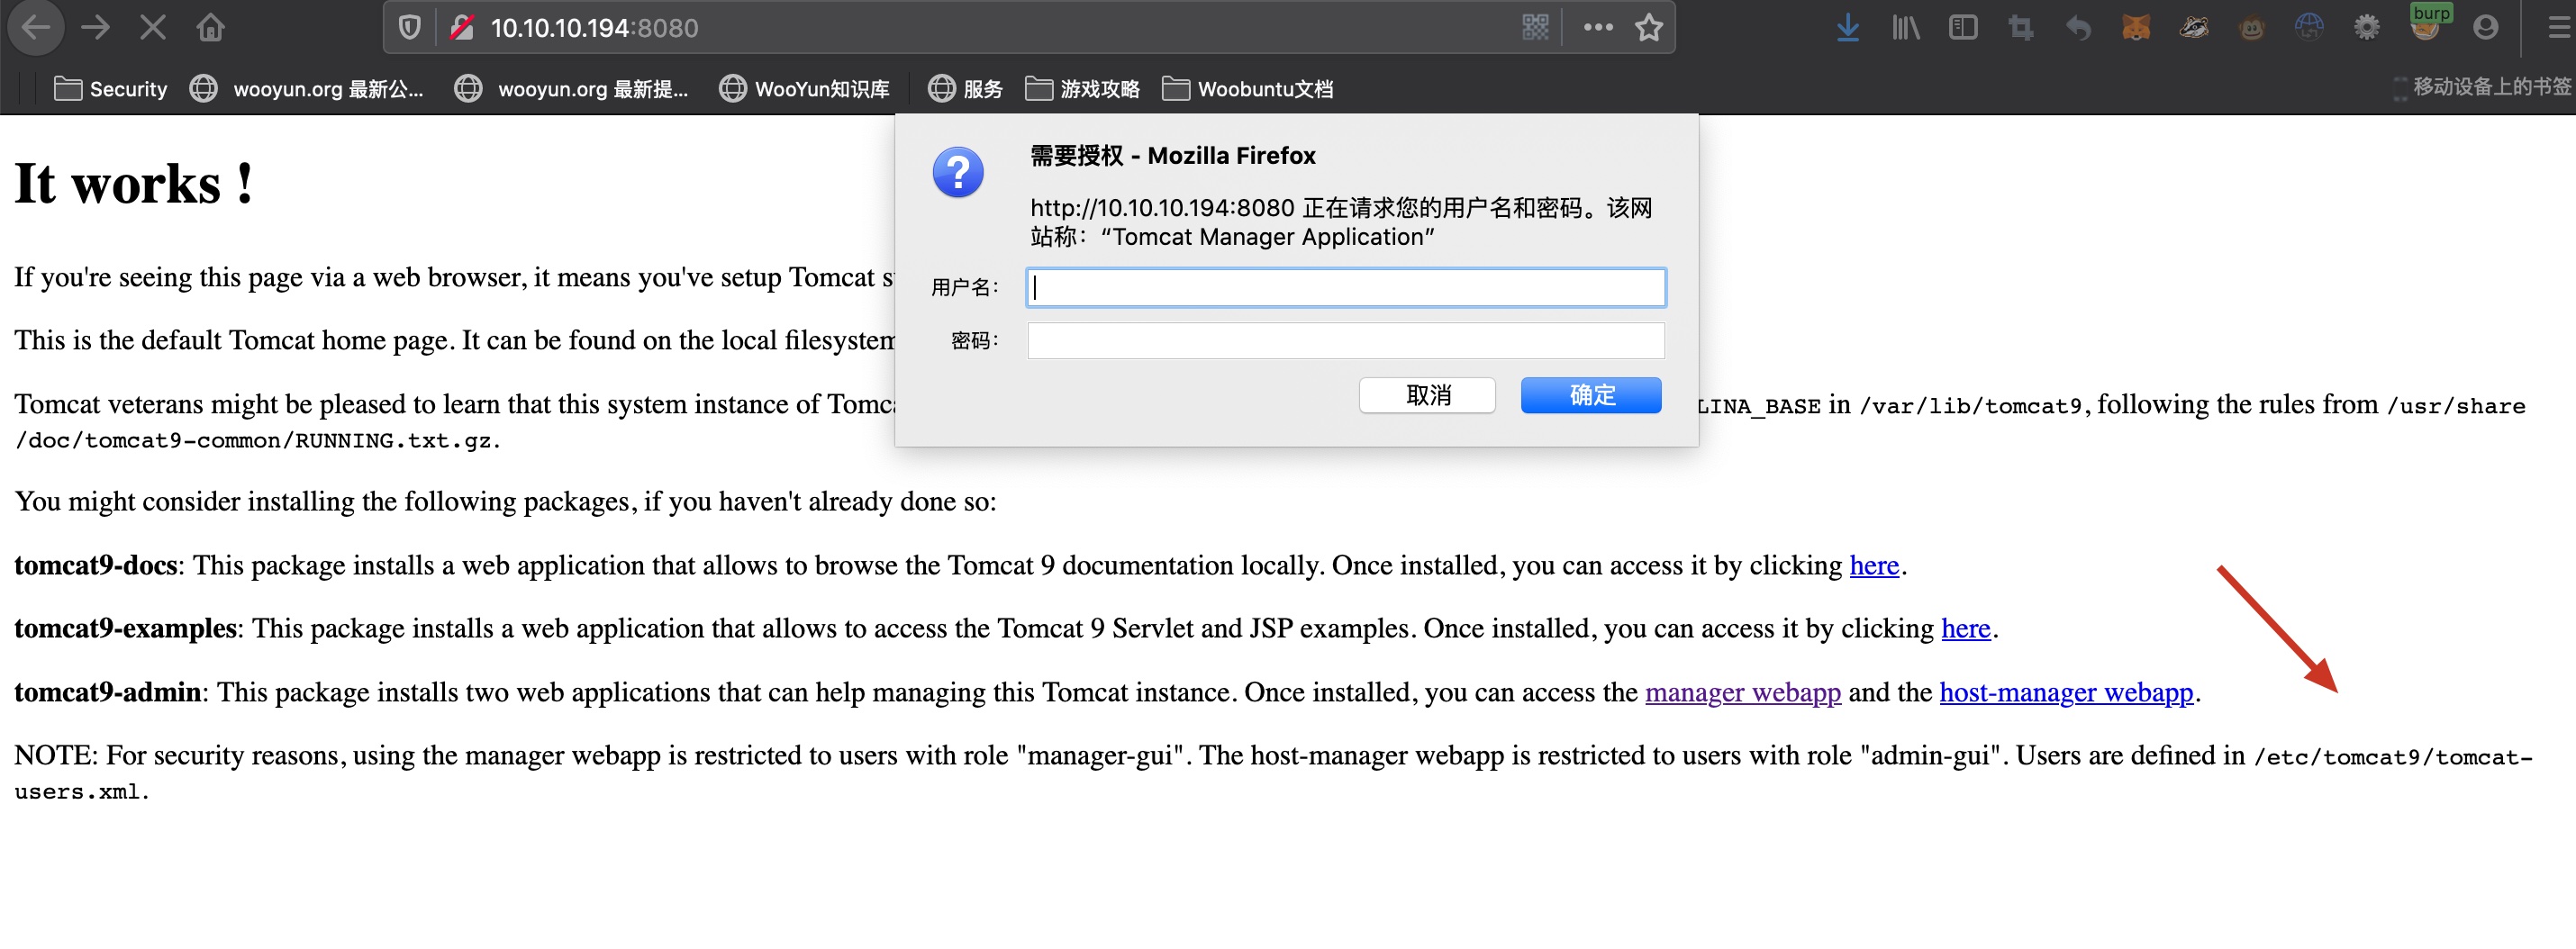 10.10.10.194:8080
burp
Security
wooyun.org 最新公...
wooyun.org 最新提...
WooYun知识库
服务
游戏攻略
Woobuntu文档
移动设备上的书签
需要授权 - Mozilla Firefox
http://10.10.10.194:8080 正在请求您的用户名和密码。该网
站称：“Tomcat Manager Application”
用户名：
密码：
取消
确定
It works !
If you're seeing this page via a web browser, it means you've setup Tomcat
This is the default Tomcat home page. It can be found on the local filesystem
Tomcat veterans might be pleased to learn that this system instance of LINA_BASE in /var/lib/tomcat9, following the rules from /usr/share
/doc/tomcat9-common/RUNNING.txt.gz.
You might consider installing the following packages, if you haven't already done so:
tomcat9-docs: This package installs a web application that allows to browse the Tomcat 9 documentation locally. Once installed, you can access it by clicking here.
tomcat9-examples: This package installs a web application that allows to access the Tomcat 9 Servlet and JSP examples. Once installed, you can access it by clicking here.
tomcat9-admin: This package installs two web applications that can help managing this Tomcat instance. Once installed, you can access the manager webapp and the host-manager webapp.
NOTE: For security reasons, using the manager webapp is restricted to users with role "manager-gui". The host-manager webapp is restricted to users with role "admin-gui". Users are defined in /etc/tomcat9/tomcat-
users.xml.